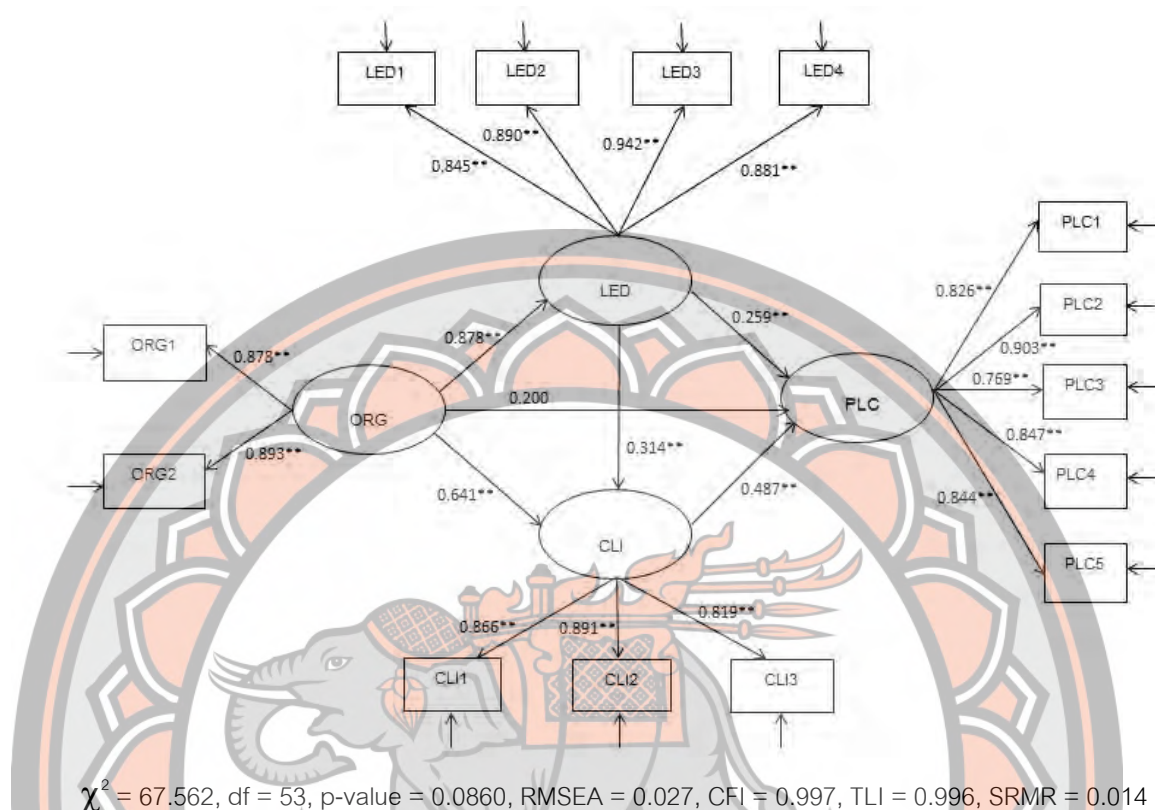 LED1 LED2 LED3 LED4
0.845** 0.890** 0.942** 0.881**
LED
ORG1
ORG2
0.878**
0.893**
ORG
0.878**
0.200
0.641**
0.314**
0.259**
0.487**
PLC
0.826**
0.903**
0.769**
0.847**
0.844**
PLC1
PLC2
PLC3
PLC4
PLC5
CLI
0.866** 0.891** 0.819**
CLI1 CLI2 CLI3
χ² = 67.562, df = 53, p-value = 0.0860, RMSEA = 0.027, CFI = 0.997, TLI = 0.996, SRMR = 0.014